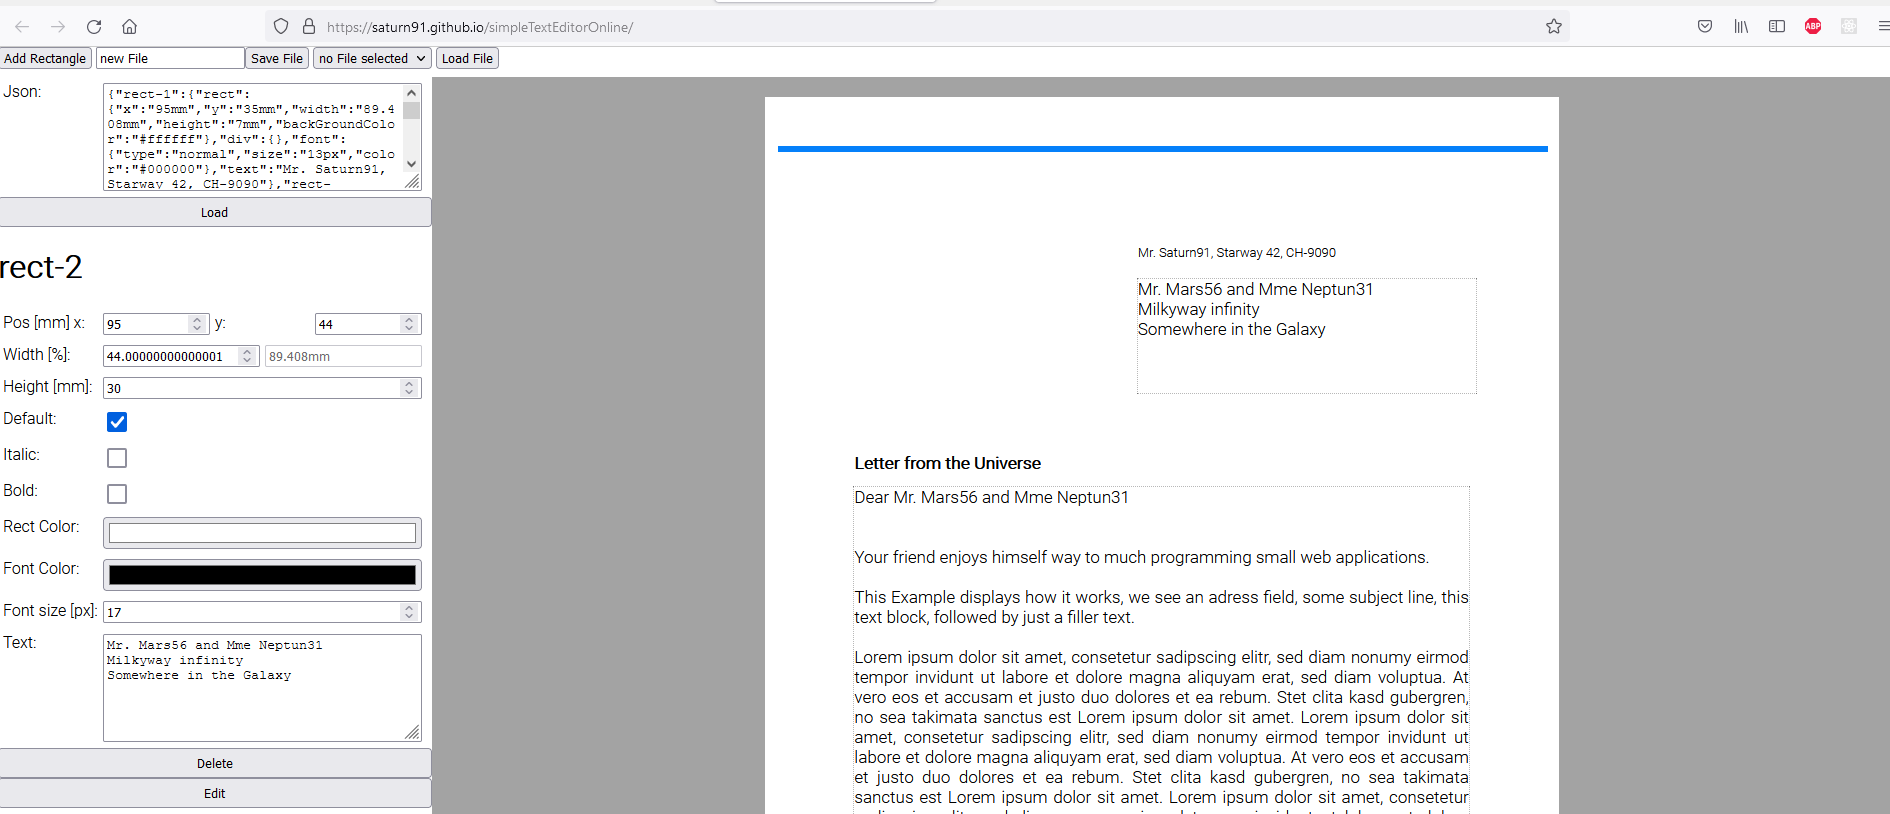 https://saturn91.github.io/simpleTextEditorOnline/
ABP
Add Rectangle new File Save File no File selected Load File
Json:
{"rect-1":{"rect":
{"x":"95mm","y":"35mm","width":"89.4
08mm","height":"7mm","backGroundColo
r":"#ffffff"},"div":{},"font":
{"type":"normal","size":"13px","colo
r":"#000000"},"text":"Mr. Saturn91,
Starway 42, CH-9090"},"rect-
Load
rect-2
Pos [mm] x: 95 y: 44
Width [%]: 44.00000000000001 89.408mm
Height [mm]: 30
Default:
Italic:
Bold:
Rect Color:
Font Color:
Font size [px]: 17
Text:
Mr. Mars56 and Mme Neptun31
Milkyway infinity
Somewhere in the Galaxy
Delete
Edit
Mr. Saturn91, Starway 42, CH-9090
Mr. Mars56 and Mme Neptun31
Milkyway infinity
Somewhere in the Galaxy
Letter from the Universe
Dear Mr. Mars56 and Mme Neptun31
Your friend enjoys himself way to much programming small web applications.
This Example displays how it works, we see an adress field, some subject line, this
text block, followed by just a filler text.
Lorem ipsum dolor sit amet, consetetur sadipscing elitr, sed diam nonumy eirmod
tempor invidunt ut labore et dolore magna aliquyam erat, sed diam voluptua. At
vero eos et accusam et justo duo dolores et ea rebum. Stet clita kasd gubergren,
no sea takimata sanctus est Lorem ipsum dolor sit amet. Lorem ipsum dolor sit
amet, consetetur sadipscing elitr, sed diam nonumy eirmod tempor invidunt ut
labore et dolore magna aliquyam erat, sed diam voluptua. At vero eos et accusam
et justo duo dolores et ea rebum. Stet clita kasd gubergren, no sea takimata
sanctus est Lorem ipsum dolor sit amet. Lorem ipsum dolor sit amet, consetetur